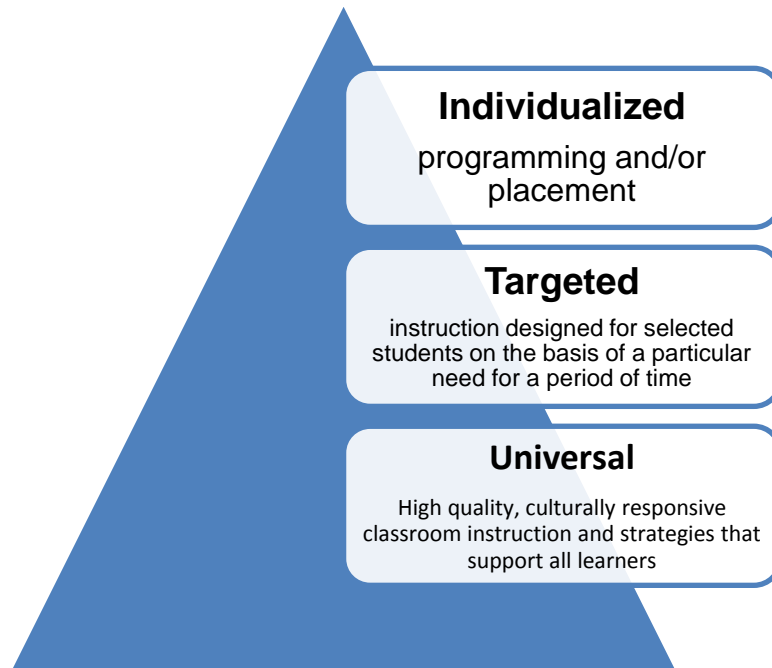 Individualized
programming and/or
placement
Targeted
instruction designed for selected
students on the basis of a particular
need for a period of time
Universal
High quality, culturally responsive
classroom instruction and strategies that
support all learners